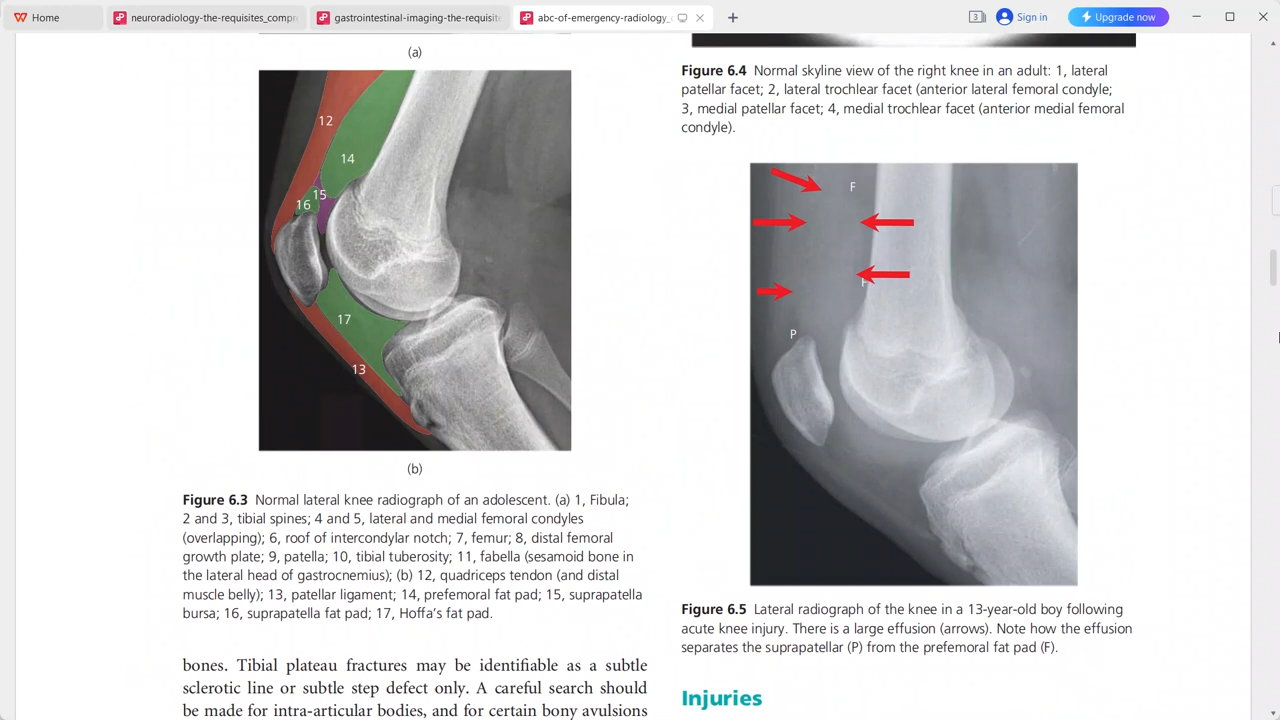 Home
neuroradiology-the-requisites_compr
gastrointestinal-imaging-the-requisite
abc-of-emergency-radiology_
3
Sign in
Upgrade now
(a)
12
14
15
16
17
13
(b)
Figure 6.3 Normal lateral knee radiograph of an adolescent. (a) 1, Fibula;
2 and 3, tibial spines; 4 and 5, lateral and medial femoral condyles
(overlapping); 6, roof of intercondylar notch; 7, femur; 8, distal femoral
growth plate; 9, patella; 10, tibial tuberosity; 11, fabella (sesamoid bone in
the lateral head of gastrocnemius); (b) 12, quadriceps tendon (and distal
muscle belly); 13, patellar ligament; 14, prefemoral fat pad; 15, suprapatella
bursa; 16, suprapatella fat pad; 17, Hoffa's fat pad.
bones. Tibial plateau fractures may be identifiable as a subtle
sclerotic line or subtle step defect only. A careful search should
be made for intra-articular bodies, and for certain bony avulsions
Figure 6.4 Normal skyline view of the right knee in an adult: 1, lateral
patellar facet; 2, lateral trochlear facet (anterior lateral femoral condyle;
3, medial patellar facet; 4, medial trochlear facet (anterior medial femoral
condyle).
F
P
Figure 6.5 Lateral radiograph of the knee in a 13-year-old boy following
acute knee injury. There is a large effusion (arrows). Note how the effusion
separates the suprapatellar (P) from the prefemoral fat pad (F).
Injuries